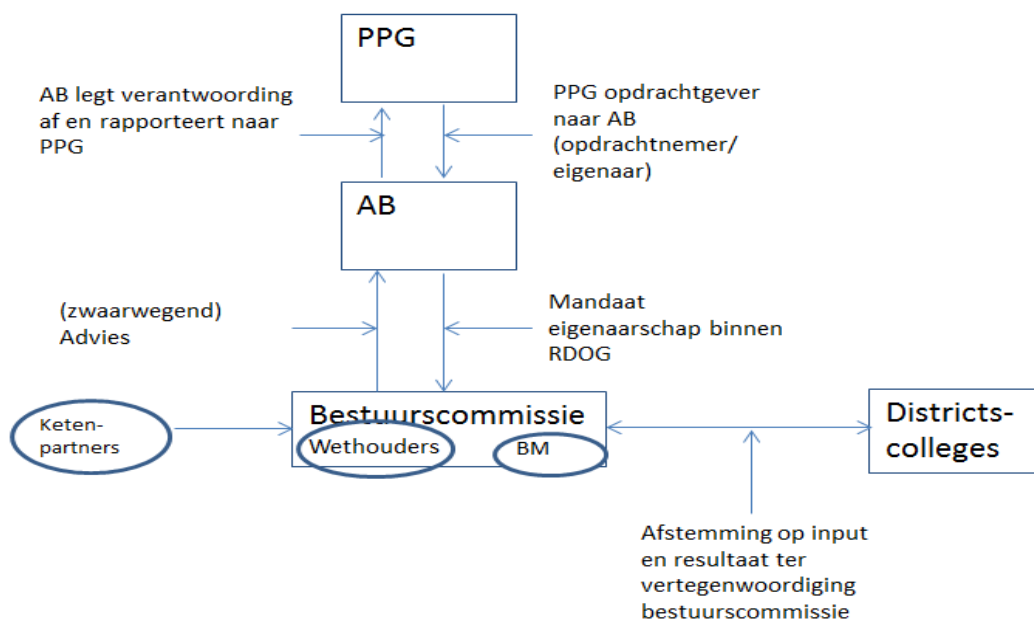 PPG
AB legt verantwoording
af en rapporteert naar
PPG
PPG opdrachtgever
naar AB
(opdrachtnemer/
eigenaar)
AB
(zwaarwegend)
Advies
Mandaat
eigenaarschap binnen
RDOG
Keten-
partners
Bestuurscommissie
Wethouders
BM
Districts-
colleges
Afstemming op input
en resultaat ter
vertegenwoordiging
bestuurscommissie